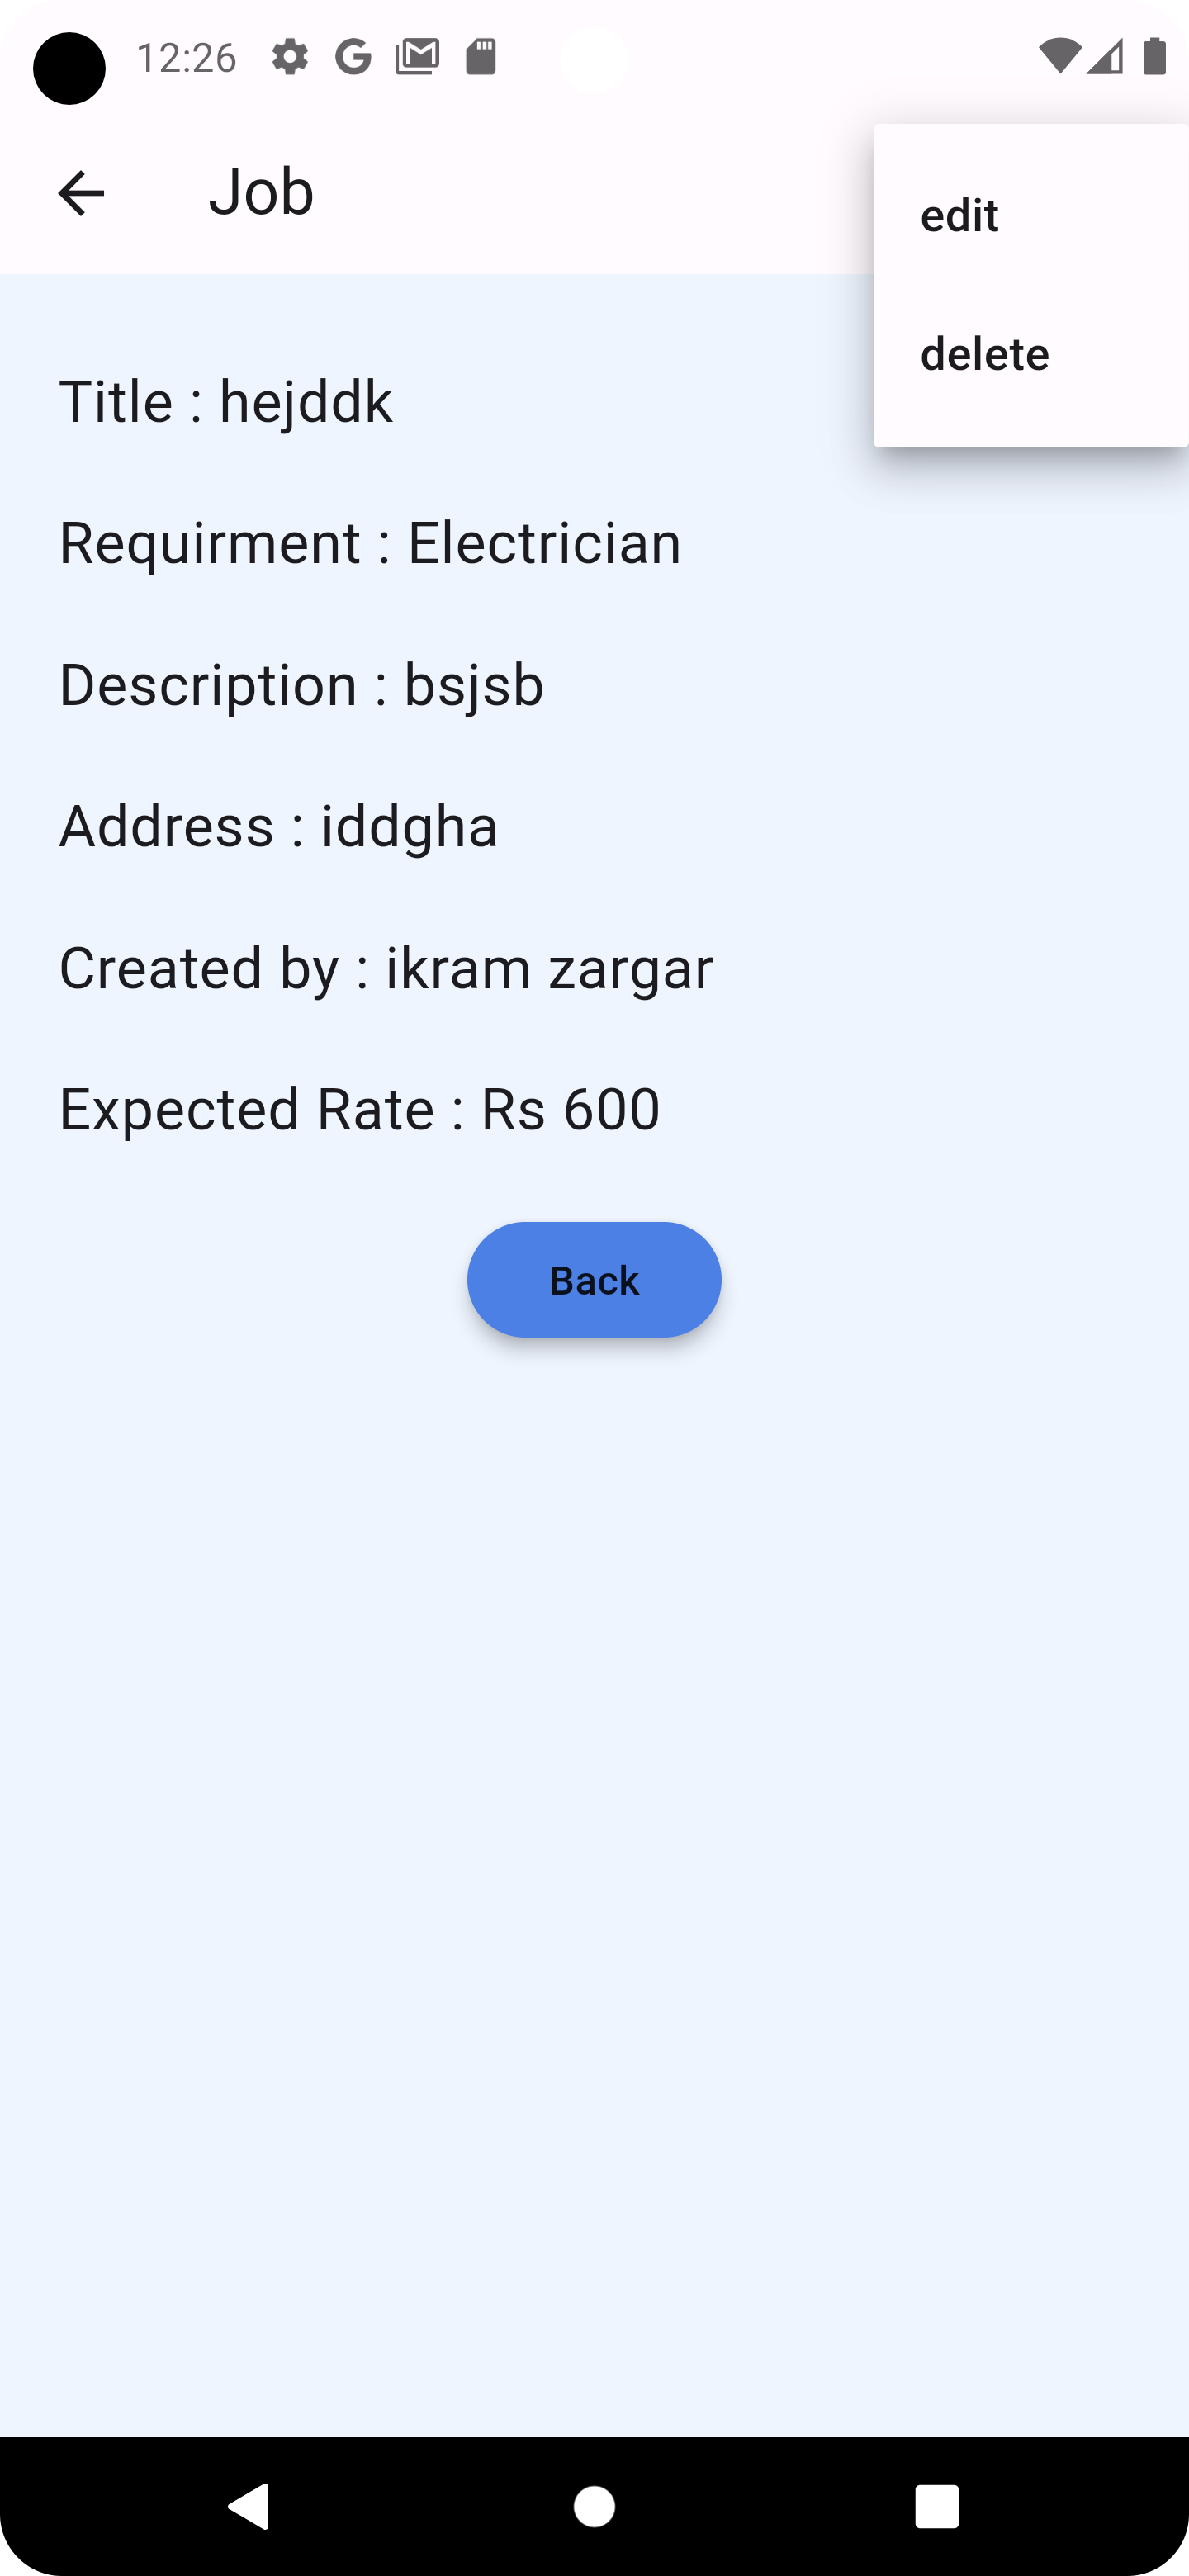 12:26
Job
edit
delete
Title : hejddk
Requirment : Electrician
Description : bsjsb
Address : iddgha
Created by : ikram zargar
Expected Rate : Rs 600
Back